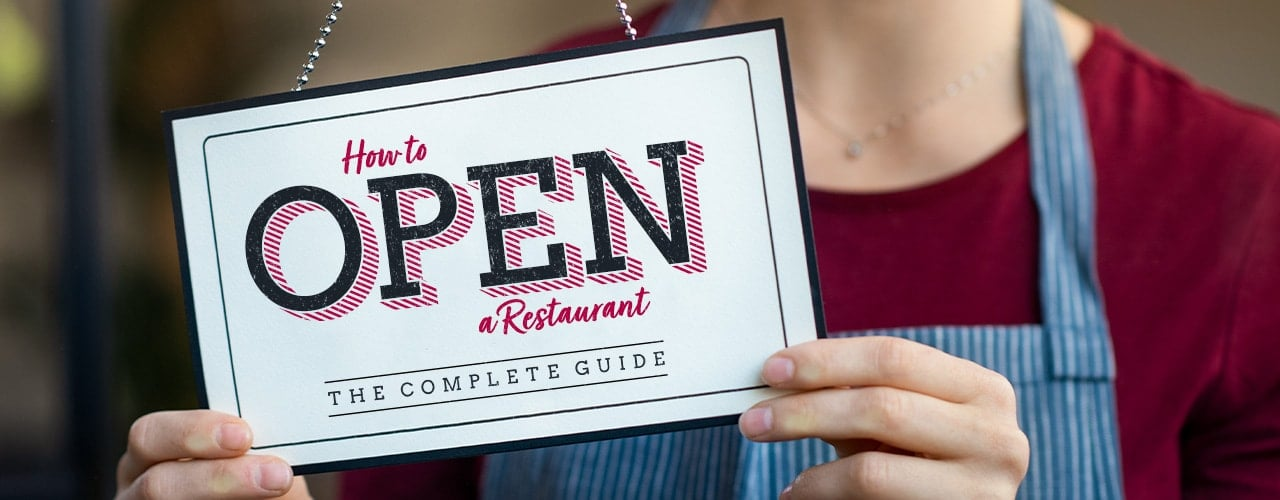 How to
OPEN
a Restaurant
THE COMPLETE GUIDE